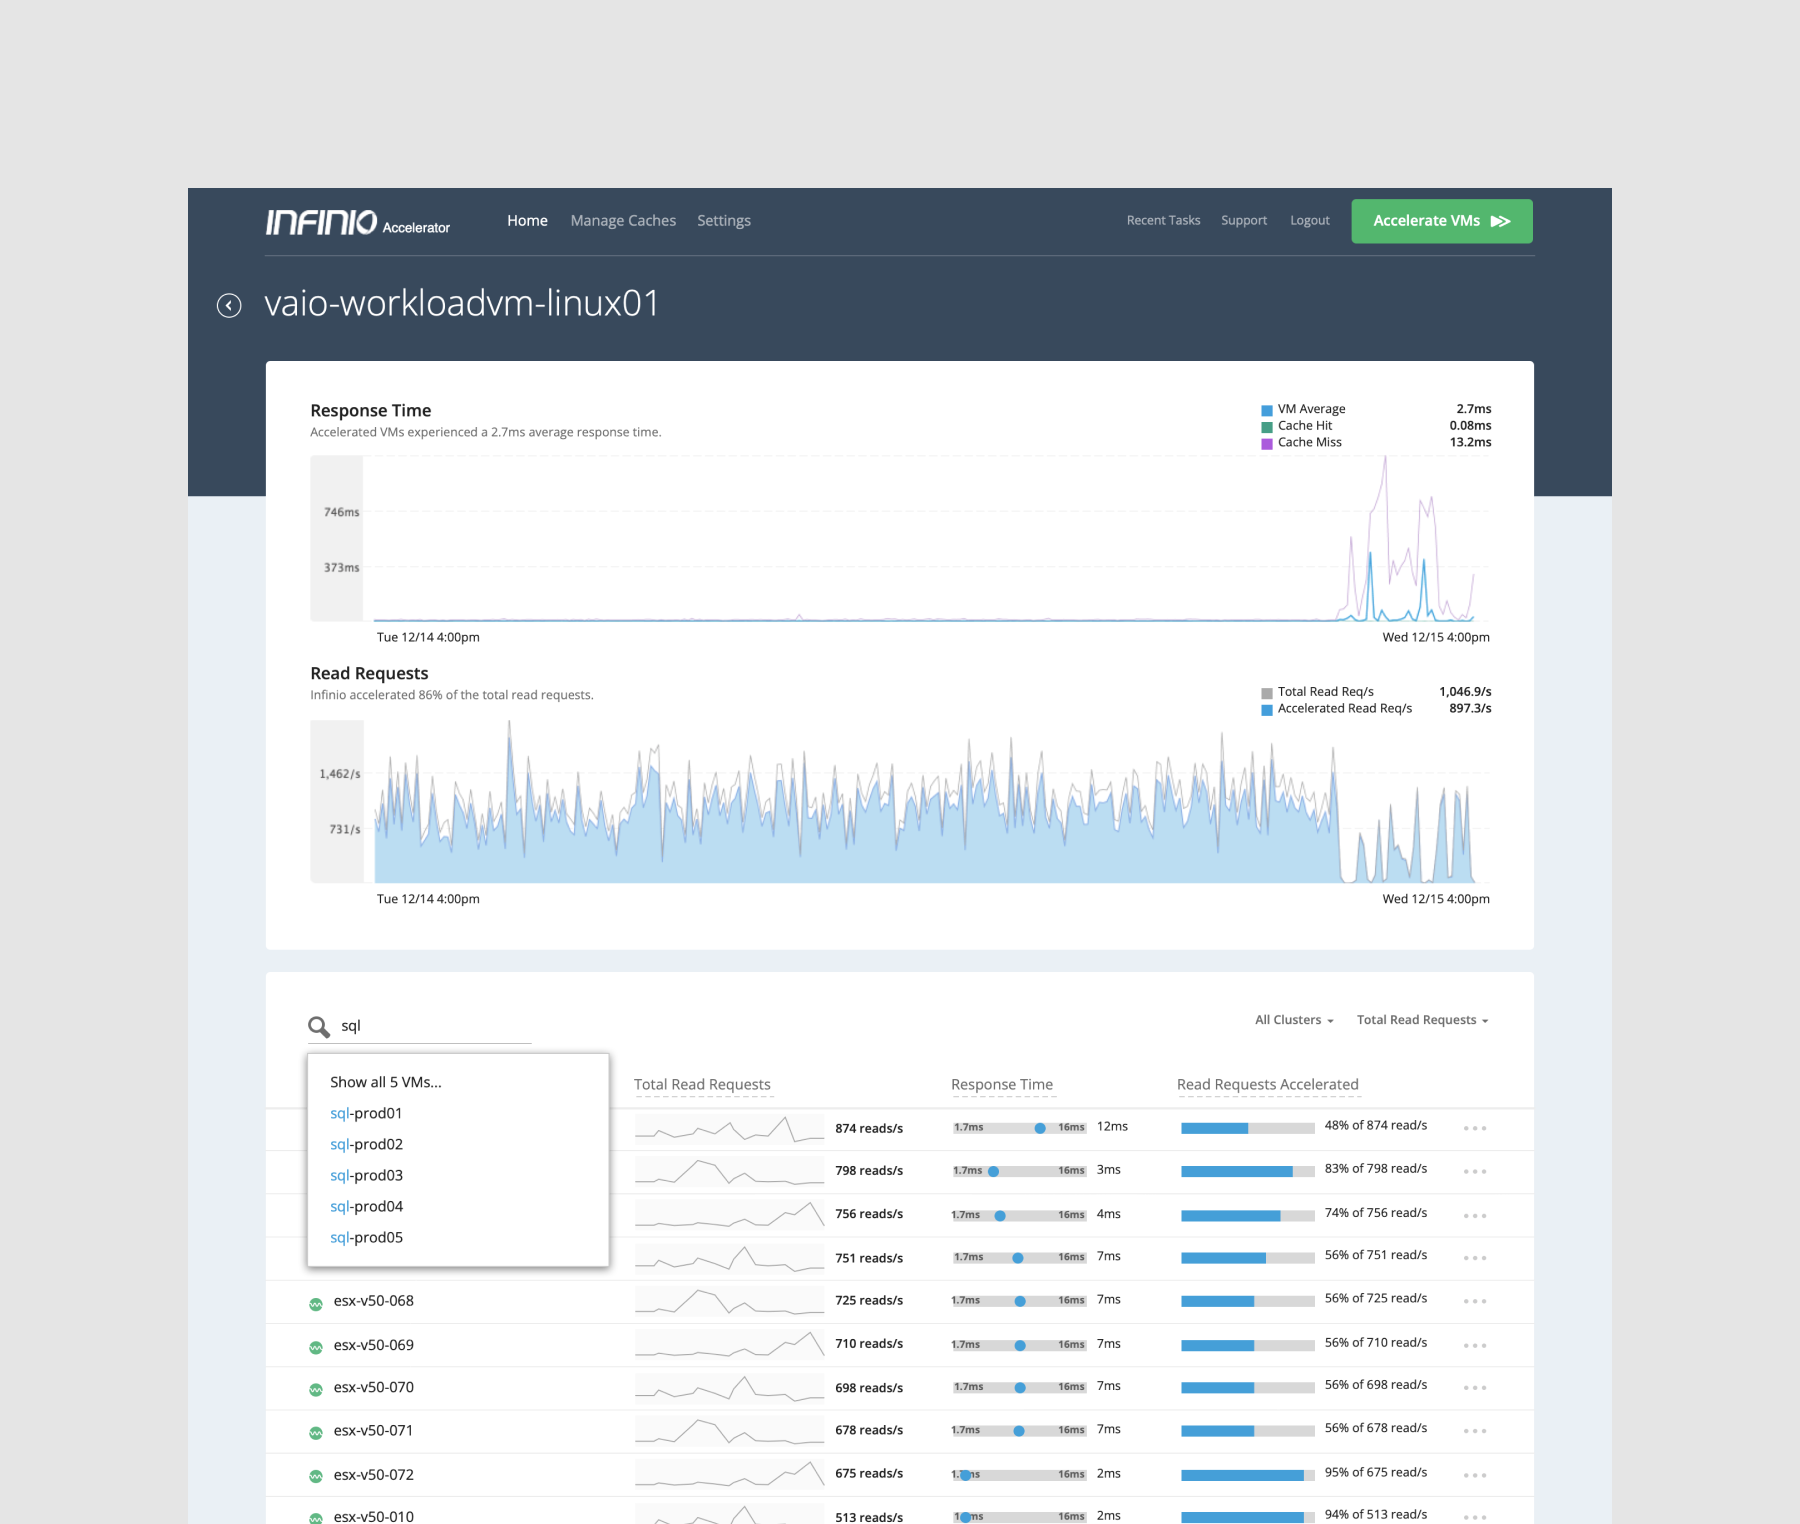 INFINIO Accelerator Home Manage Caches Settings Recent Tasks Support Logout Accelerate VMs
vaio-workloadvm-linux01
Response Time
Accelerated VMs experienced a 2.7ms average response time.
VM Average 2.7ms
Cache Hit 0.08ms
Cache Miss 13.2ms
746ms
373ms
Tue 12/14 4:00pm Wed 12/15 4:00pm
Read Requests
Infinio accelerated 86% of the total read requests.
Total Read Req/s 1,046.9/s
Accelerated Read Req/s 897.3/s
1,462/s
731/s
Tue 12/14 4:00pm Wed 12/15 4:00pm
sql
All Clusters Total Read Requests
Show all 5 VMs...
sql-prod01
sql-prod02
sql-prod03
sql-prod04
sql-prod05
Total Read Requests Response Time Read Requests Accelerated
874 reads/s 1.7ms 16ms 12ms 48% of 874 read/s
798 reads/s 1.7ms 16ms 3ms 83% of 798 read/s
756 reads/s 1.7ms 16ms 4ms 74% of 756 read/s
751 reads/s 1.7ms 16ms 7ms 56% of 751 read/s
esx-v50-068 725 reads/s 1.7ms 16ms 7ms 56% of 725 read/s
esx-v50-069 710 reads/s 1.7ms 16ms 7ms 56% of 710 read/s
esx-v50-070 698 reads/s 1.7ms 16ms 7ms 56% of 698 read/s
esx-v50-071 678 reads/s 1.7ms 16ms 7ms 56% of 678 read/s
esx-v50-072 675 reads/s 16ms 2ms 95% of 675 read/s
esx-v50-010 513 reads/s 16ms 2ms 94% of 513 read/s